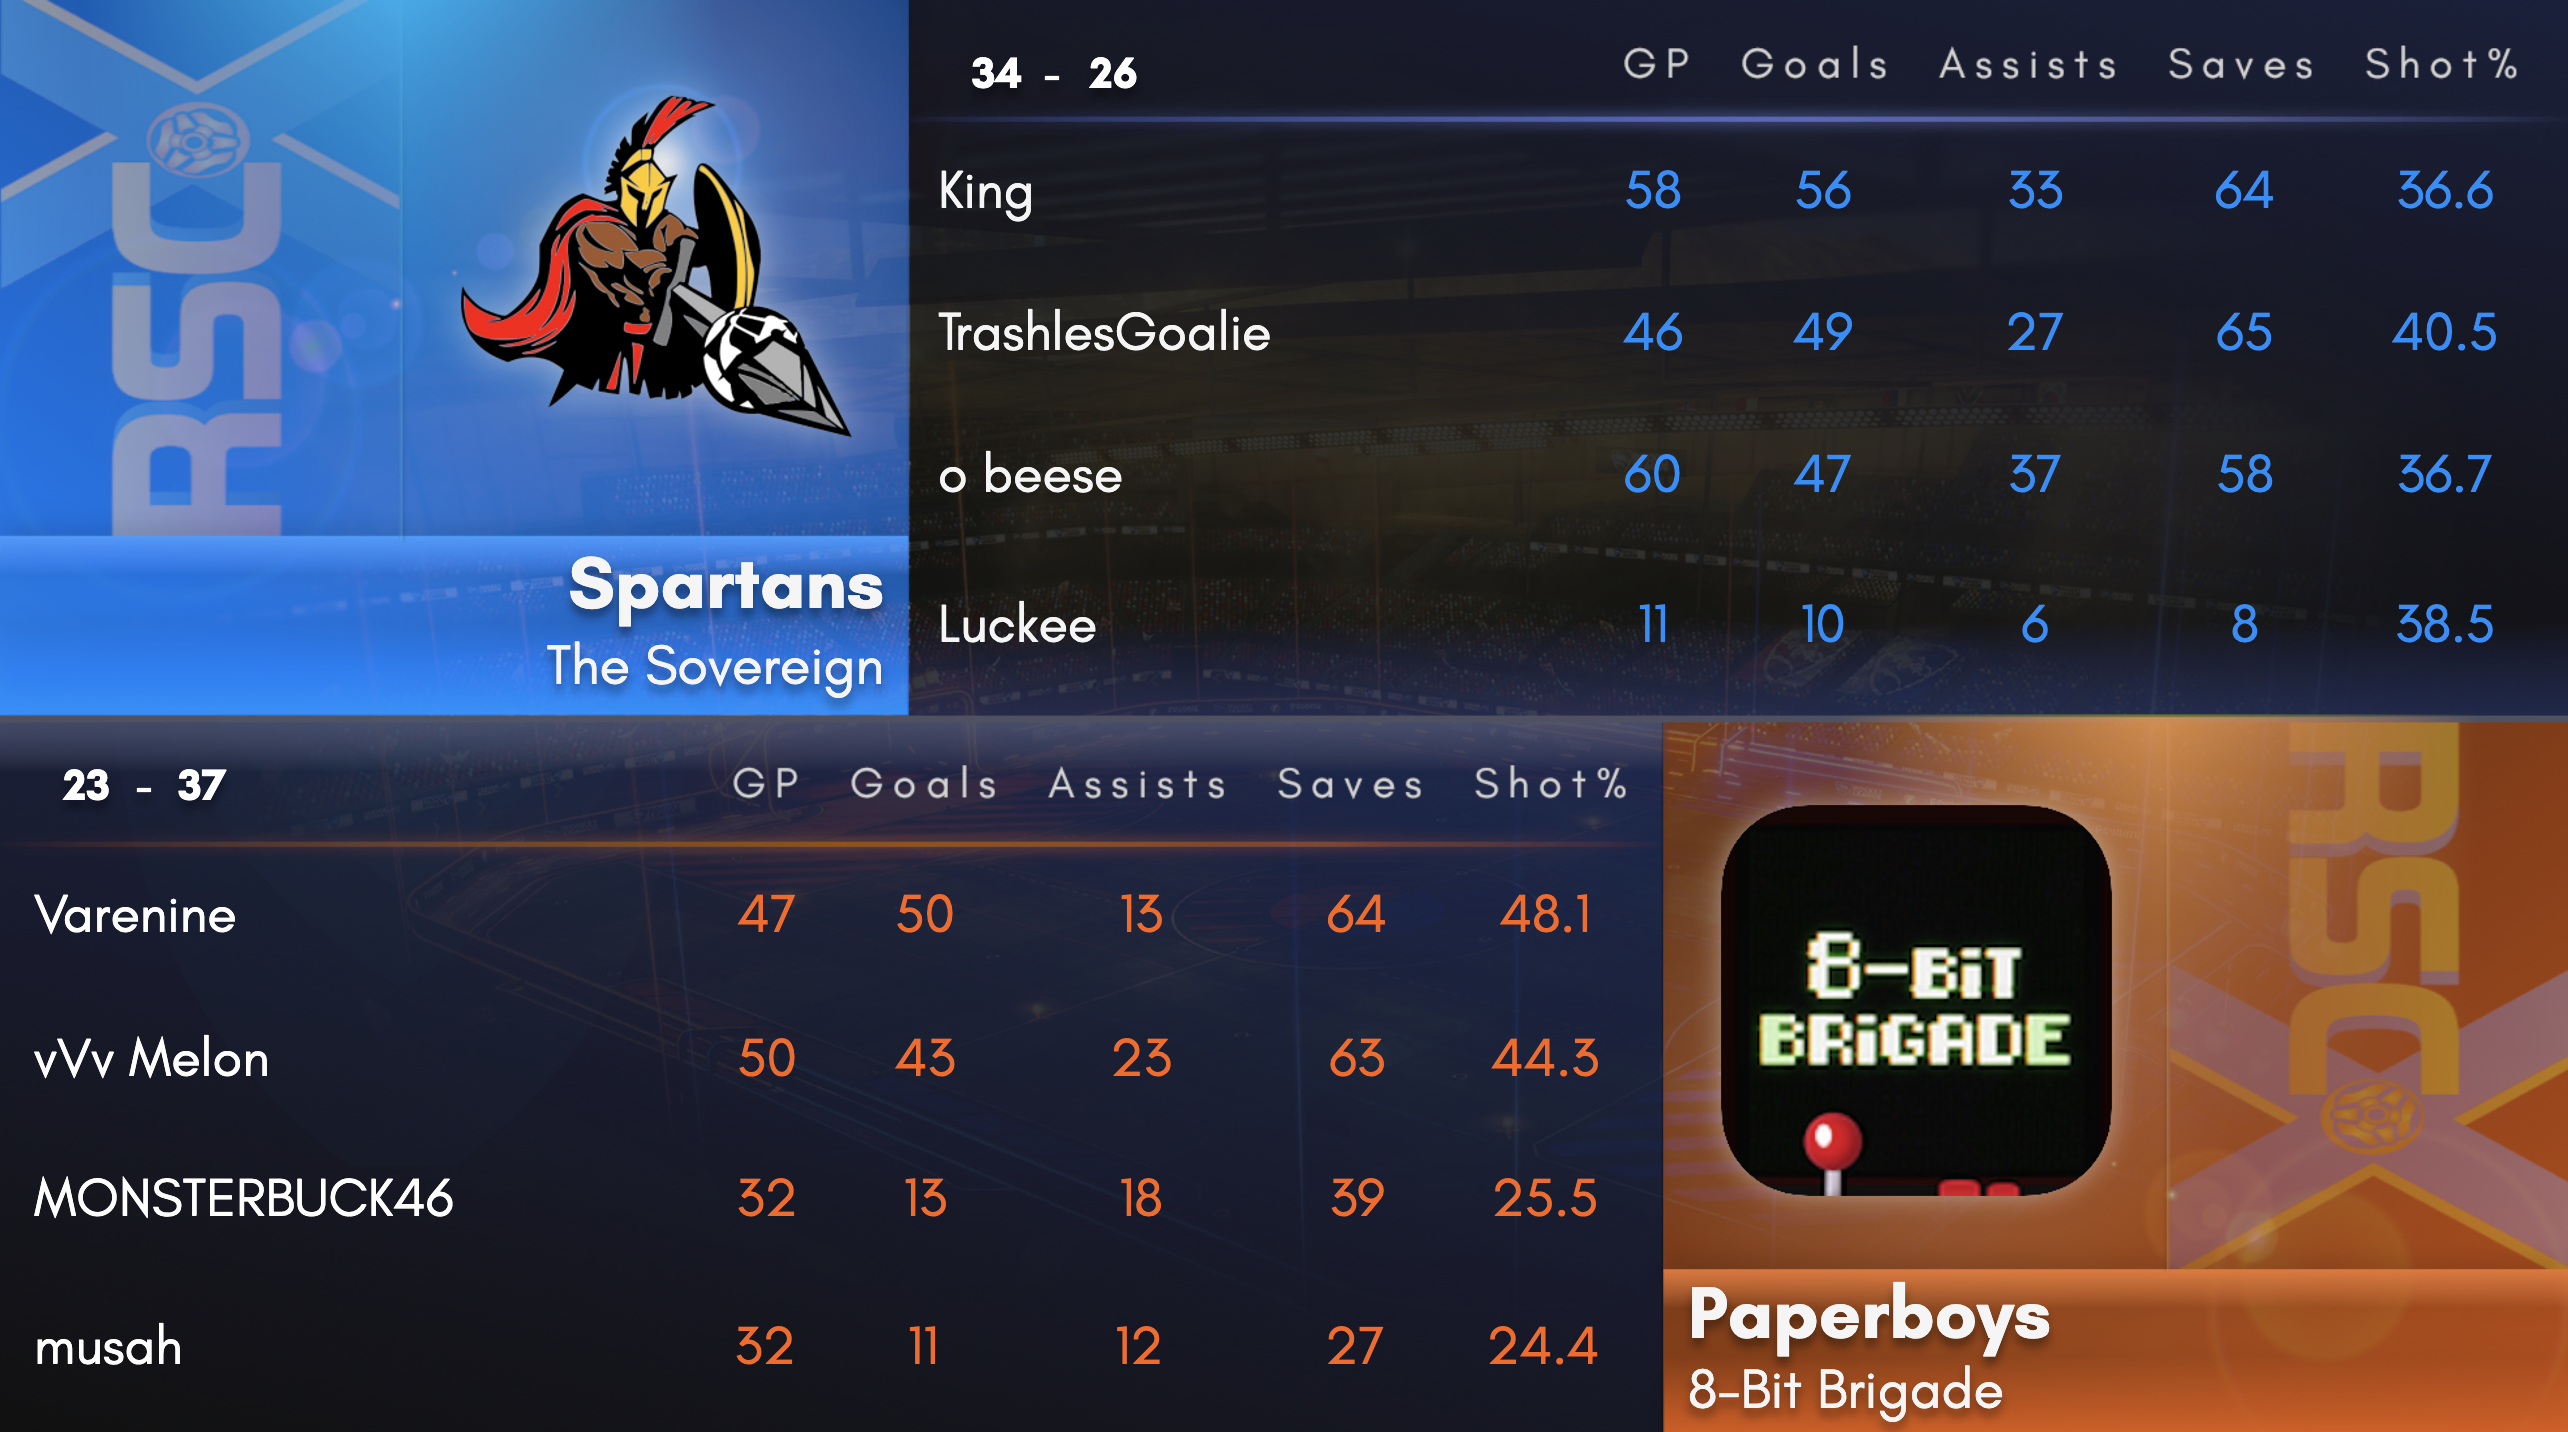 RSC
Spartans
The Sovereign
34 - 26 GP Goals Assists Saves Shot%
King 58 56 33 64 36.6
TrashlesGoalie 46 49 27 65 40.5
o beese 60 47 37 58 36.7
Luckee 11 10 6 8 38.5
23 - 37 GP Goals Assists Saves Shot%
Varenine 47 50 13 64 48.1
vVv Melon 50 43 23 63 44.3
MONSTERBUCK46 32 13 18 39 25.5
musah 32 11 12 27 24.4
8-BiT
BRiGADE
RSC
Paperboys
8-Bit Brigade